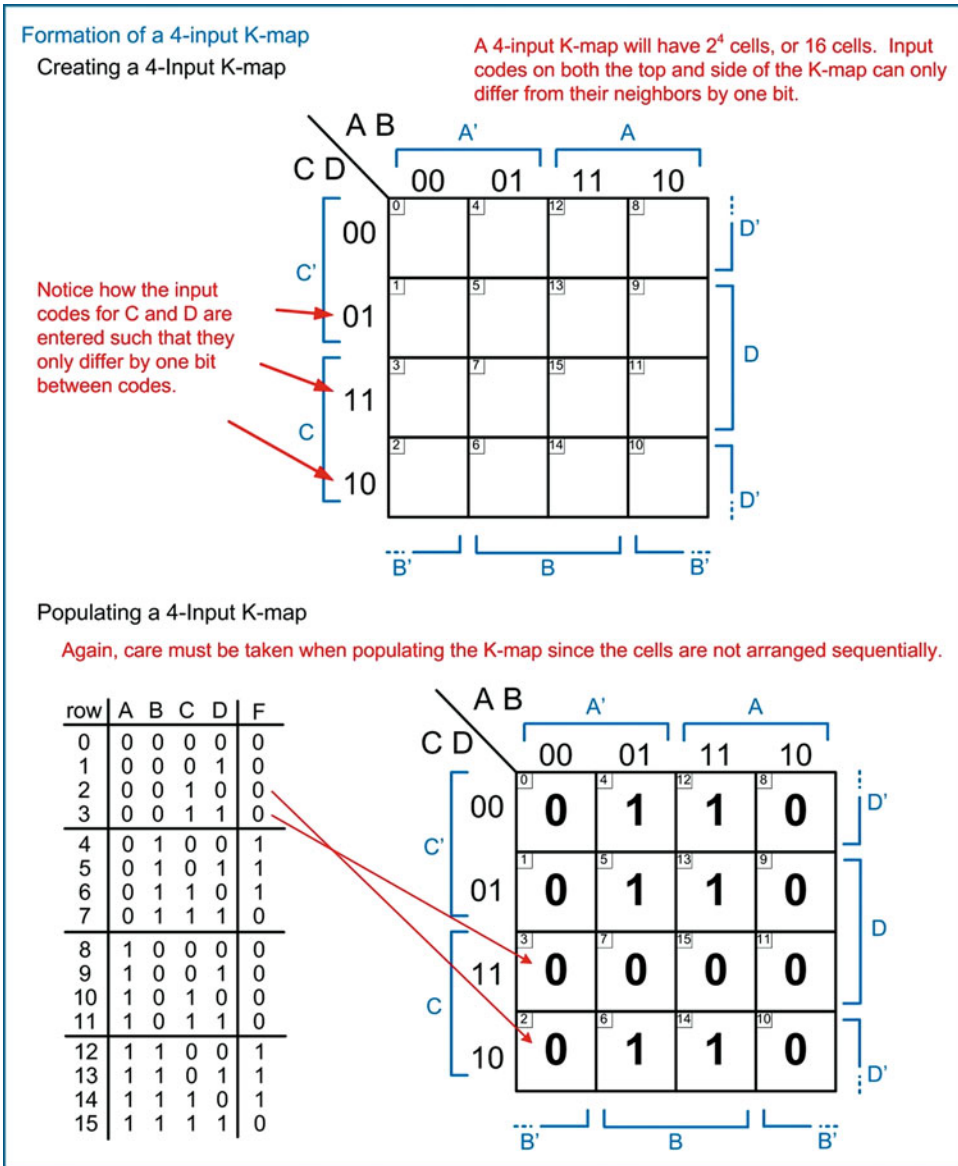 Formation of a 4-input K-map
Creating a 4-Input K-map
A 4-input K-map will have 2⁴ cells, or 16 cells. Input
codes on both the top and side of the K-map can only
differ from their neighbors by one bit.
A B
A' A
C D
00 01 11 10
0 4 12 8
00
D'
C'
1 5 13 9
01
Notice how the input
codes for C and D are
entered such that they
only differ by one bit
between codes.
D
3 7 15 11
11
C
2 6 14 10
10
D'
B' B B'
Populating a 4-Input K-map
Again, care must be taken when populating the K-map since the cells are not arranged sequentially.
row A B C D F
0 0 0 0 0 0
1 0 0 0 1 0
2 0 0 1 0 0
3 0 0 1 1 0
4 0 1 0 0 1
5 0 1 0 1 1
6 0 1 1 0 1
7 0 1 1 1 0
8 1 0 0 0 0
9 1 0 0 1 0
10 1 0 1 0 0
11 1 0 1 1 0
12 1 1 0 0 1
13 1 1 0 1 1
14 1 1 1 0 1
15 1 1 1 1 0
A B
A' A
C D
00 01 11 10
0 4 12 8
00 0 1 1 0
D'
C'
1 5 13 9
01 0 1 1 0
D
3 7 15 11
11 0 0 0 0
C
2 6 14 10
10 0 1 1 0
D'
B' B B'